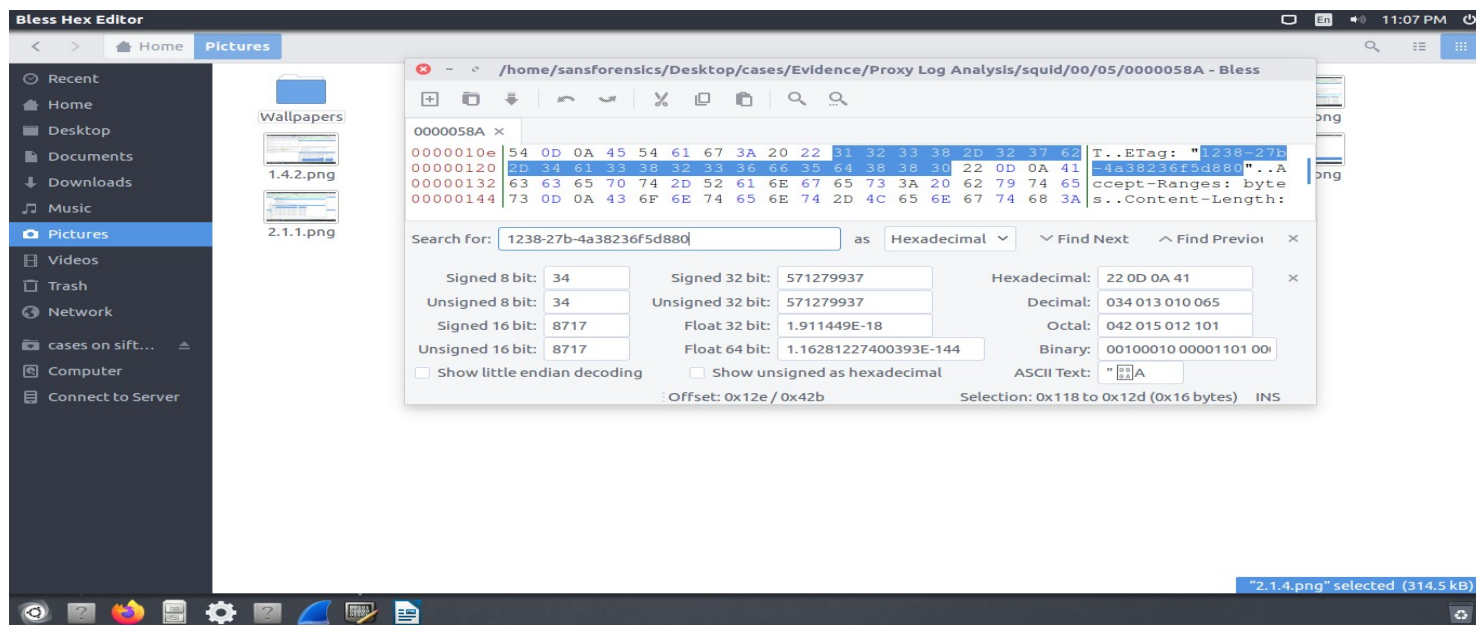 Bless Hex Editor
En
11:07 PM
Home
Pictures
Recent
Home
Desktop
Documents
Downloads
Music
Pictures
Videos
Trash
Network
cases on sift...
Computer
Connect to Server
Wallpapers
1.4.2.png
2.1.1.png
/home/sansforensics/Desktop/cases/Evidence/Proxy Log Analysis/squid/00/05/0000058A - Bless
0000058A ×
0000010e 54 0D 0A 45 54 61 67 3A 20 22 31 32 33 38 2D 32 37 62 T..ETag: "1238-27b
00000120 2D 34 61 33 38 32 33 36 66 35 64 38 38 30 22 0D 0A 41 -4a38236f5d880"..A
00000132 63 63 65 70 74 2D 52 61 6E 67 65 73 3A 20 62 79 74 65 ccept-Ranges: byte
00000144 73 0D 0A 43 6F 6E 74 65 6E 74 2D 4C 65 6E 67 74 68 3A s..Content-Length:
Search for: 1238-27b-4a38236f5d880 as Hexadecimal Find Next Find Previou
Signed 8 bit: 34 Signed 32 bit: 571279937 Hexadecimal: 22 0D 0A 41
Unsigned 8 bit: 34 Unsigned 32 bit: 571279937 Decimal: 034 013 010 065
Signed 16 bit: 8717 Float 32 bit: 1.911449E-18 Octal: 042 015 012 101
Unsigned 16 bit: 8717 Float 64 bit: 1.16281227400393E-144 Binary: 00100010 00001101 00
Show little endian decoding Show unsigned as hexadecimal ASCII Text: " A
Offset: 0x12e / 0x42b Selection: 0x118 to 0x12d (0x16 bytes) INS
png
png
"2.1.4.png" selected (314.5 kB)